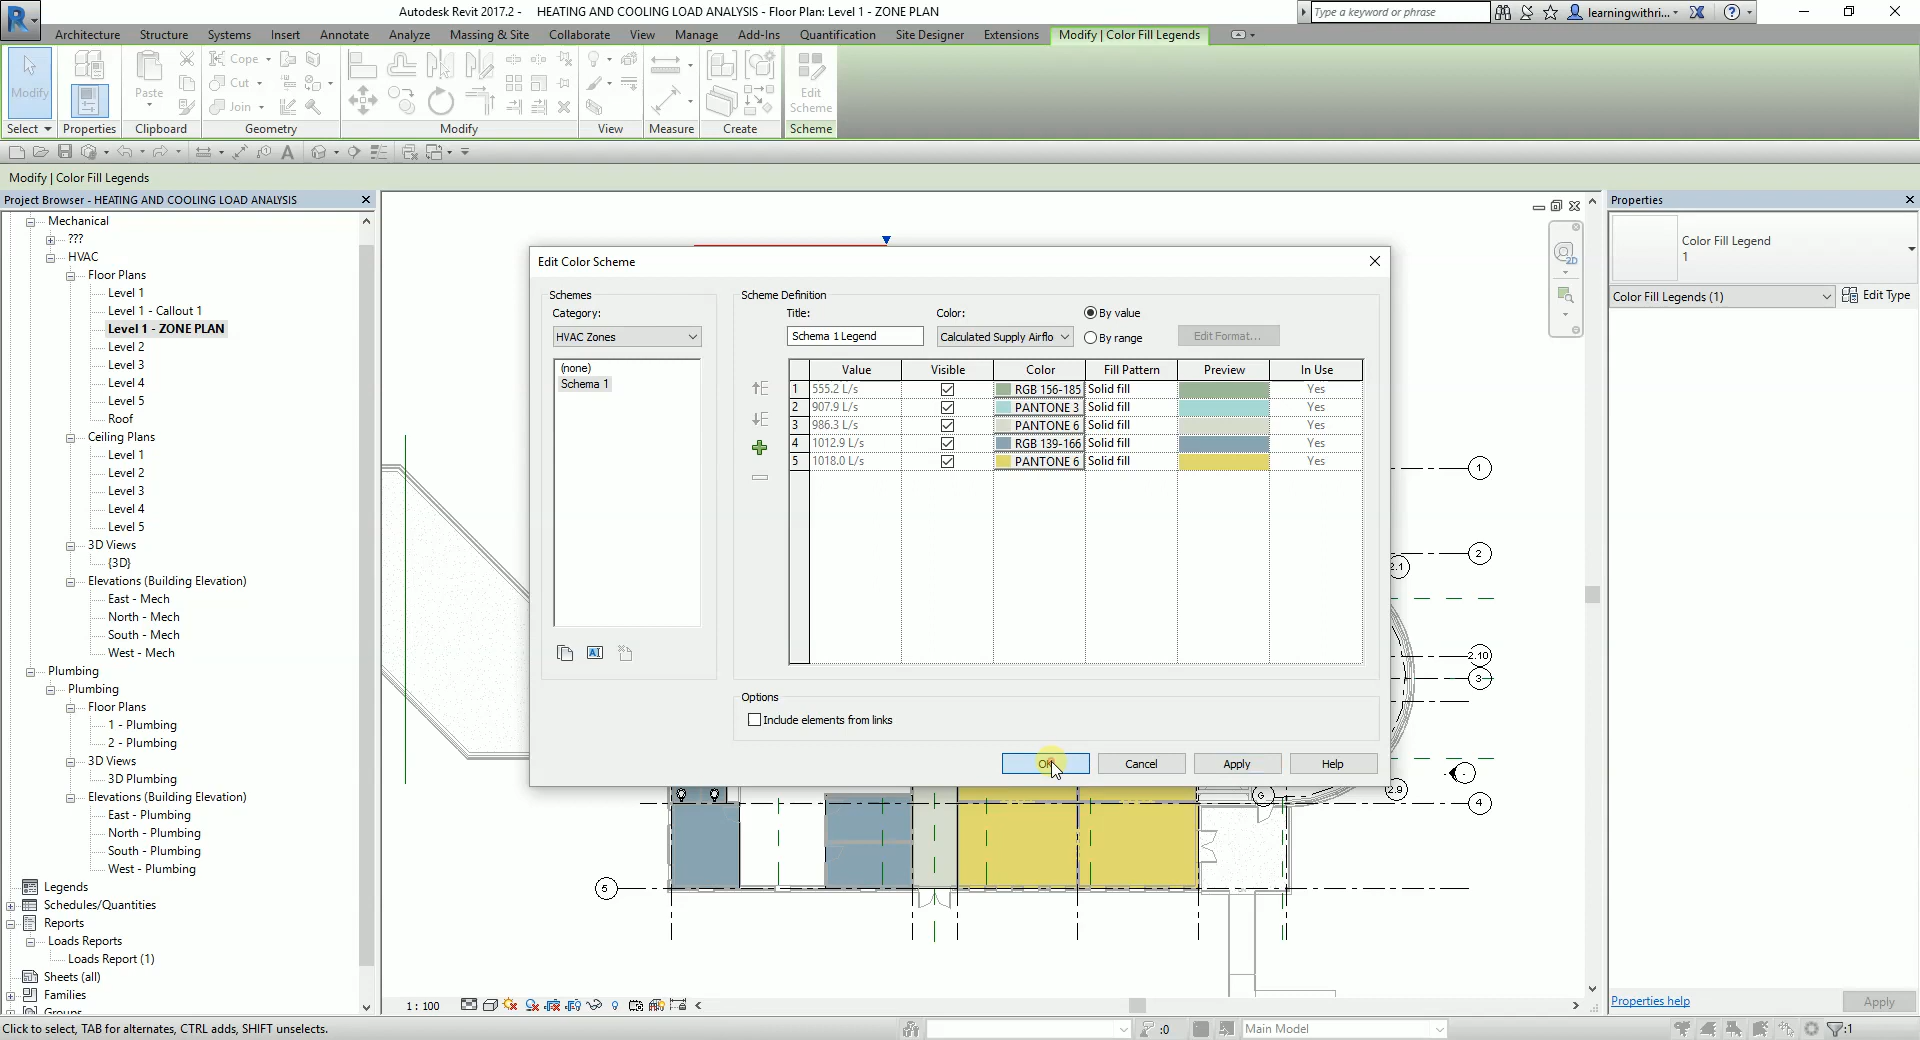 Autodesk Revit 2017.2 - HEATING AND COOLING LOAD ANALYSIS - Floor Plan: Level 1 - ZONE PLAN
Type a keyword or phrase
learningwithri...
Architecture Structure Systems Insert Annotate Analyze Massing & Site Collaborate View Manage Add-Ins Quantification Site Designer Extensions Modify | Color Fill Legends
Modify
Paste
Cope
Cut
Join
Edit
Scheme
Select Properties Clipboard Geometry Modify View Measure Create Scheme
Modify | Color Fill Legends
Project Browser - HEATING AND COOLING LOAD ANALYSIS
Mechanical
???
HVAC
Floor Plans
Level 1
Level 1 - Callout 1
Level 1 - ZONE PLAN
Level 2
Level 3
Level 4
Level 5
Roof
Ceiling Plans
Level 1
Level 2
Level 3
Level 4
Level 5
3D Views
{3D}
Elevations (Building Elevation)
East - Mech
North - Mech
South - Mech
West - Mech
Plumbing
Plumbing
Floor Plans
1 - Plumbing
2 - Plumbing
3D Views
3D Plumbing
Elevations (Building Elevation)
East - Plumbing
North - Plumbing
South - Plumbing
West - Plumbing
Legends
Schedules/Quantities
Reports
Loads Reports
Loads Report (1)
Sheets (all)
Families
Groups
Edit Color Scheme
Schemes
Category:
HVAC Zones
(none)
Schema 1
Scheme Definition
Title:
Schema 1 Legend
Color:
Calculated Supply Airflo
By value
By range
Edit Format...
Value Visible Color Fill Pattern Preview In Use
1 555.2 L/s RGB 156-185 Solid fill Yes
2 907.9 L/s PANTONE 3 Solid fill Yes
3 986.3 L/s PANTONE 6 Solid fill Yes
4 1012.9 L/s RGB 139-166 Solid fill Yes
5 1018.0 L/s PANTONE 6 Solid fill Yes
Options
Include elements from links
OK Cancel Apply Help
1
2
2.1
2.10
3
2.9
4
G
5
2D
Properties
Color Fill Legend
1
Color Fill Legends (1)
Edit Type
Properties help
Apply
1 : 100
Click to select, TAB for alternates, CTRL adds, SHIFT unselects.
:0
Main Model
:1